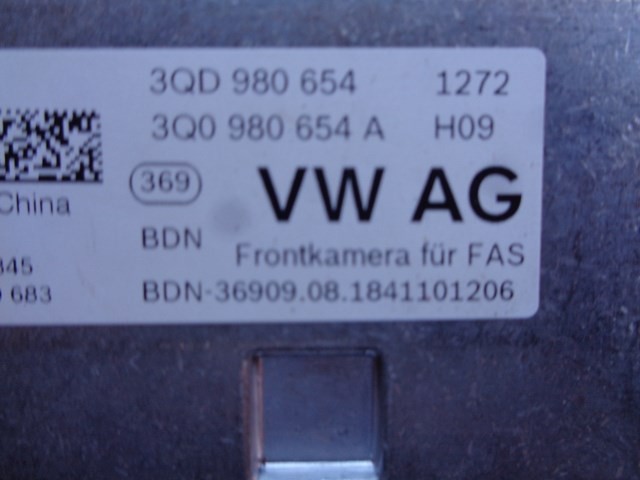 3QD 980 654 1272
3Q0 980 654 A H09
369 VW AG
China
BDN
Frontkamera für FAS
345
683 BDN-36909.08.1841101206